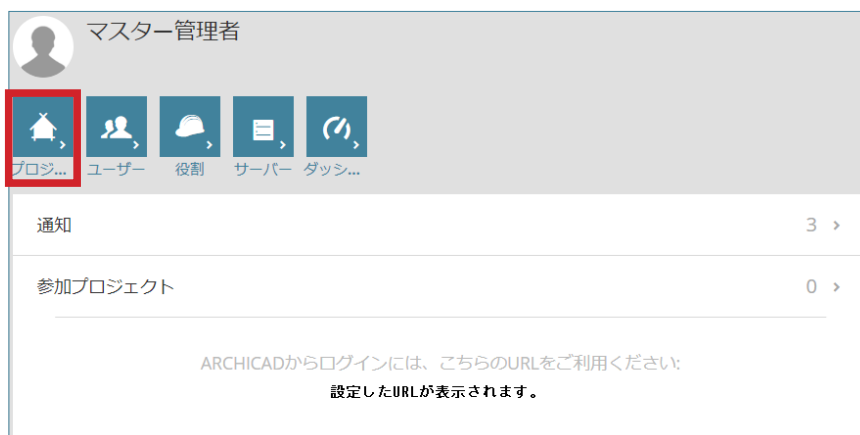 マスター管理者
プロジ...
ユーザー
役割
サーバー
ダッシ...
通知 3
参加プロジェクト 0
ARCHICADからログインには、こちらのURLをご利用ください:
設定したURLが表示されます。